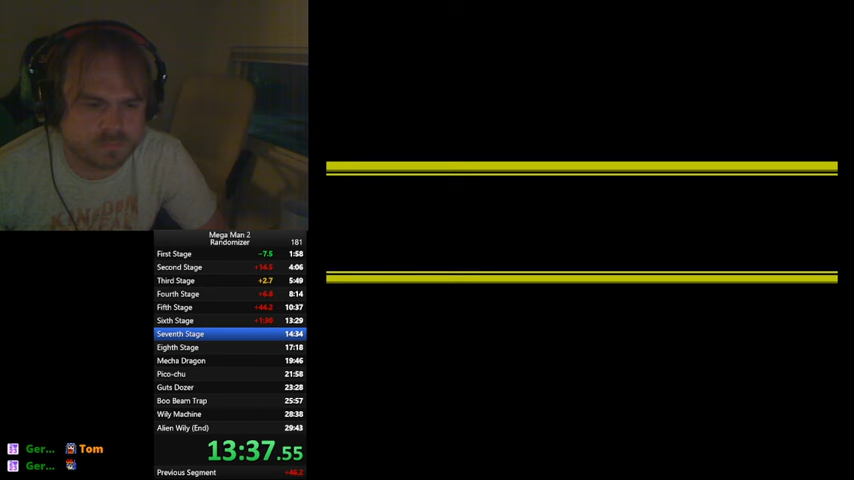 Mega Man 2
Randomizer 181
First Stage -7.5 1:58
Second Stage +14.5 4:06
Third Stage +2.7 5:49
Fourth Stage +6.8 8:14
Fifth Stage +44.2 10:37
Sixth Stage +1:30 13:29
Seventh Stage 14:34
Eighth Stage 17:18
Mecha Dragon 19:46
Pico-chu 21:58
Guts Dozer 23:28
Boo Beam Trap 25:57
Wily Machine 28:38
Alien Wily (End) 29:43
13:37.55
Ger... Tom
Ger...
Previous Segment +46.2